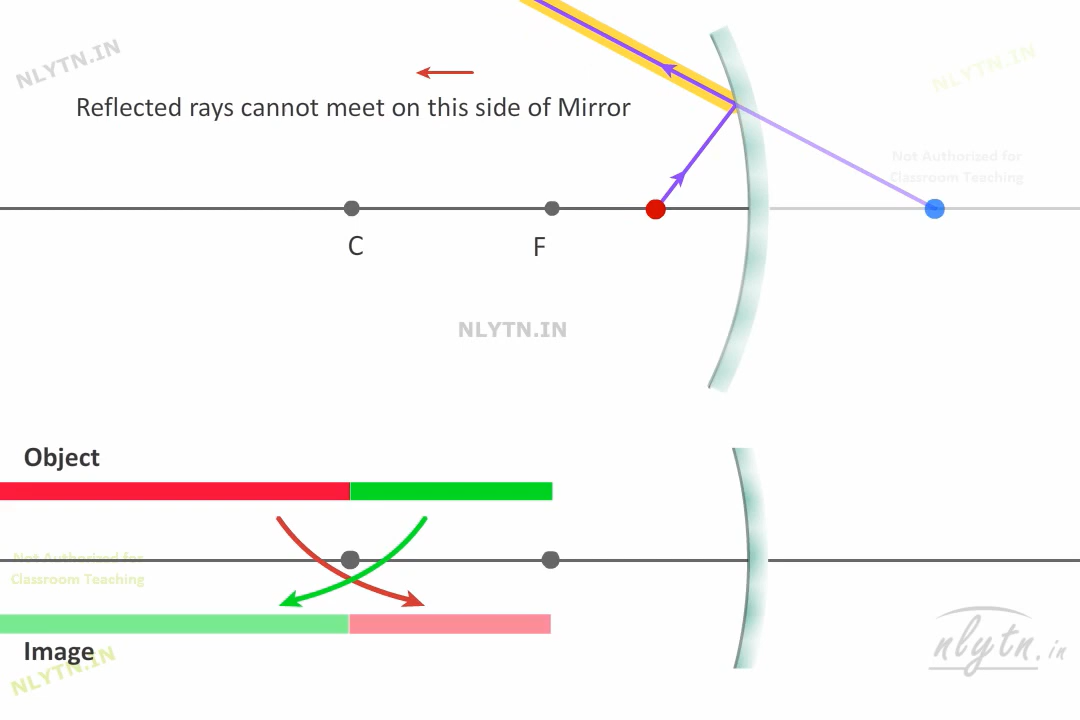 NLYTN.IN
NLYTN.IN
Reflected rays cannot meet on this side of Mirror
Not Authorised for
Classroom Teaching
C
F
NLYTN.IN
Object
Not Authorized for
Classroom Teaching
Image
NLYTN.IN
nlytn.in